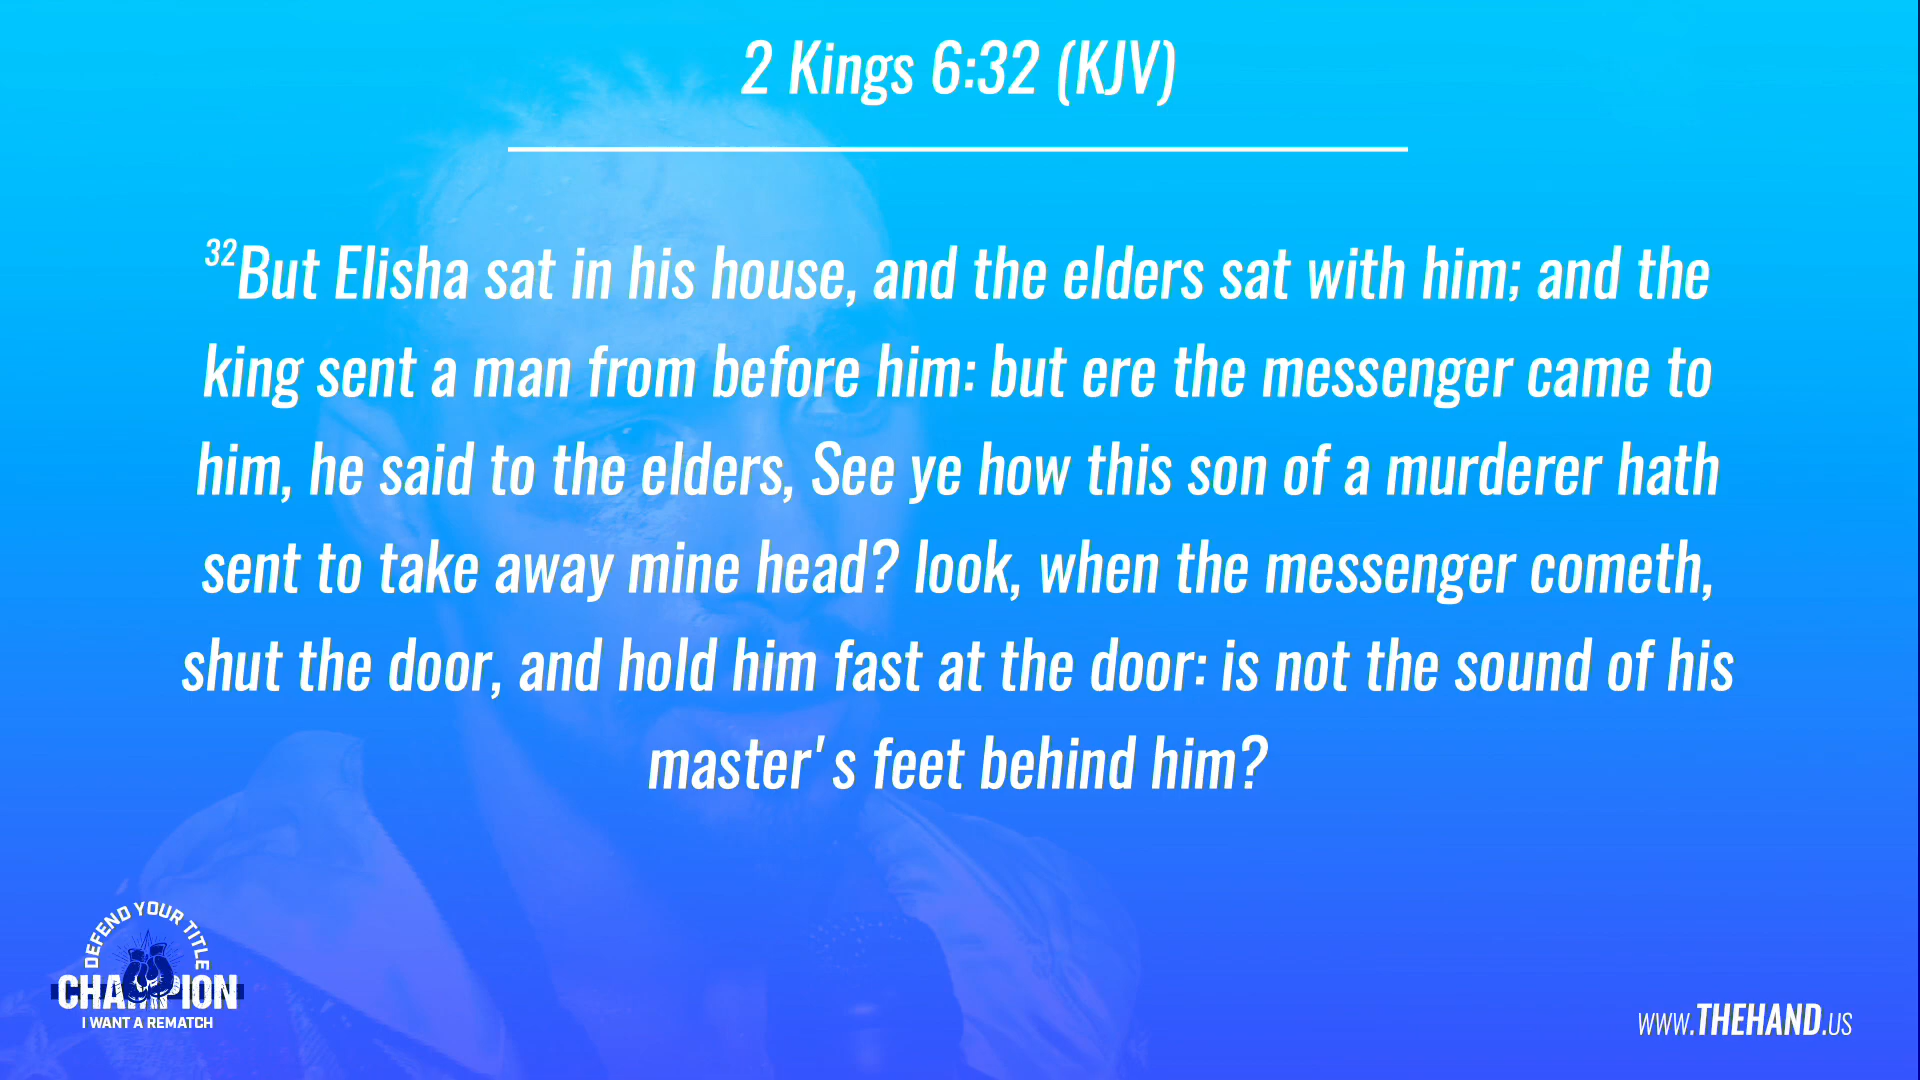 2 Kings 6:32 (KJV)
32But Elisha sat in his house, and the elders sat with him; and the
king sent a man from before him: but ere the messenger came to
him, he said to the elders, See ye how this son of a murderer hath
sent to take away mine head? look, when the messenger cometh,
shut the door, and hold him fast at the door: is not the sound of his
master's feet behind him?
DEFEND YOUR TITLE
CHAMPION
I WANT A REMATCH
WWW.THEHAND.US